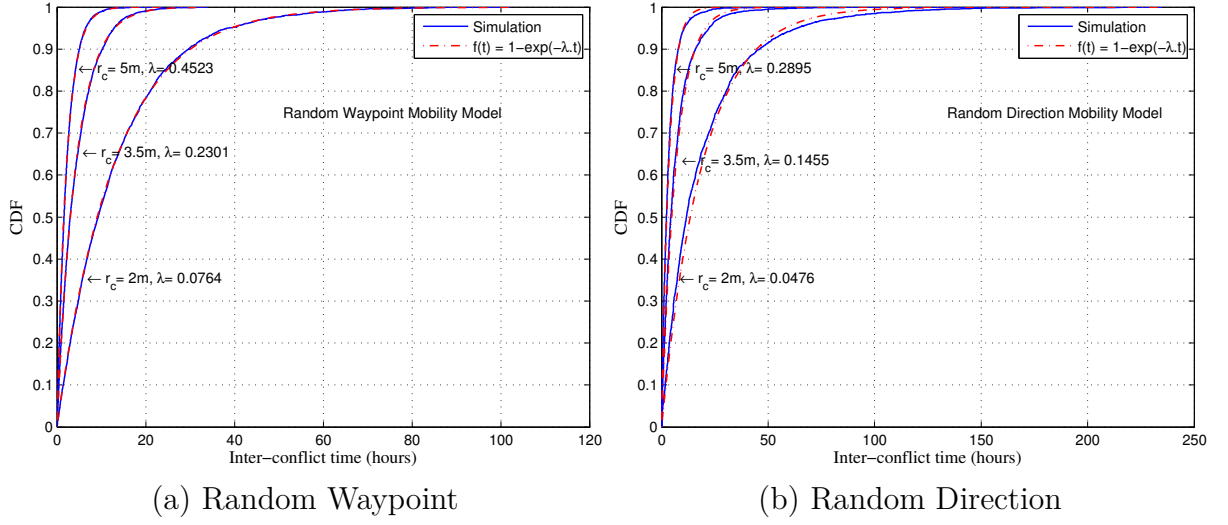 Simulation
f(t) = 1−exp(−λ.t)
← r_c= 5m, λ= 0.4523
Random Waypoint Mobility Model
← r_c= 3.5m, λ= 0.2301
← r_c= 2m, λ= 0.0764
CDF
1
0.9
0.8
0.7
0.6
0.5
0.4
0.3
0.2
0.1
0
0 20 40 60 80 100 120
Inter−conflict time (hours)
(a) Random Waypoint
Simulation
f(t) = 1−exp(−λ.t)
← r_c= 5m, λ= 0.2895
Random Direction Mobility Model
← r_c= 3.5m, λ= 0.1455
← r_c= 2m, λ= 0.0476
CDF
1
0.9
0.8
0.7
0.6
0.5
0.4
0.3
0.2
0.1
0
0 50 100 150 200 250
Inter−conflict time (hours)
(b) Random Direction